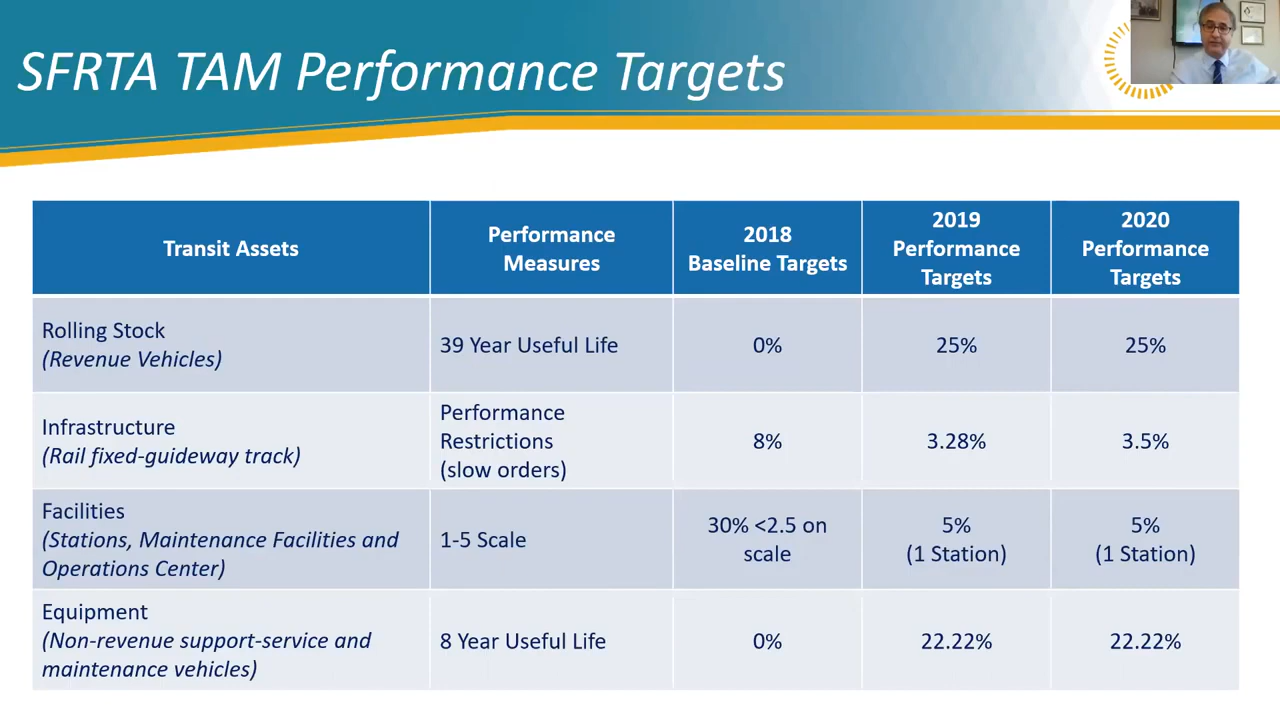 SFRTA TAM Performance Targets
Transit Assets
Performance
Measures
2018
Baseline Targets
2019
Performance
Targets
2020
Performance
Targets
Rolling Stock
(Revenue Vehicles)
39 Year Useful Life
0%
25%
25%
Infrastructure
(Rail fixed-guideway track)
Performance
Restrictions
(slow orders)
8%
3.28%
3.5%
Facilities
(Stations, Maintenance Facilities and
Operations Center)
1-5 Scale
30% <2.5 on
scale
5%
(1 Station)
5%
(1 Station)
Equipment
(Non-revenue support-service and
maintenance vehicles)
8 Year Useful Life
0%
22.22%
22.22%